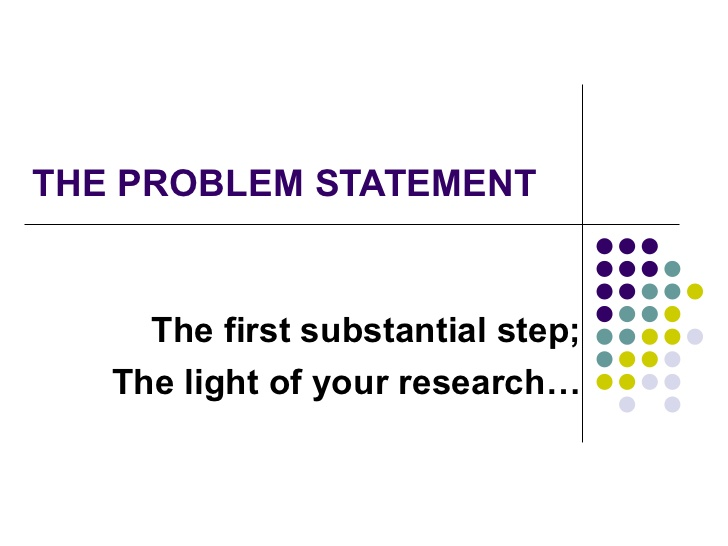 THE PROBLEM STATEMENT
The first substantial step;
The light of your research…